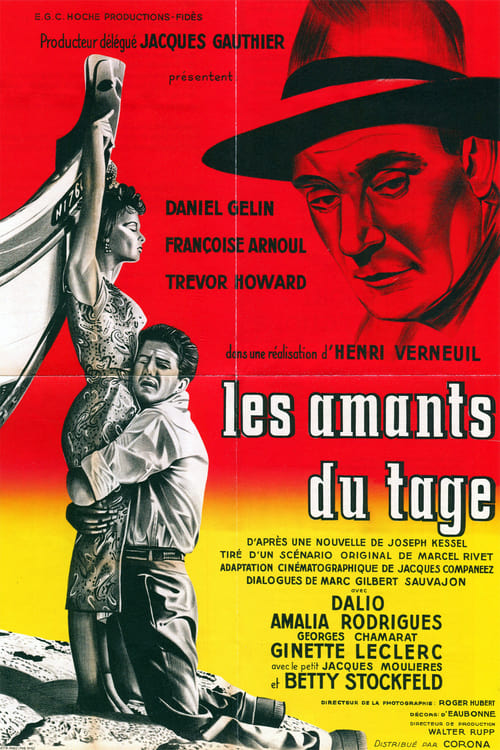 E.G.C. HOCHE PRODUCTIONS-FIDÈS
Producteur délégué JACQUES GAUTHIER
présentent
DANIEL GELIN
FRANÇOISE ARNOUL
TREVOR HOWARD
dans une réalisation d'HENRI VERNEUIL
les amants
du tage
D'APRÈS UNE NOUVELLE DE JOSEPH KESSEL
TIRÉ D'UN SCÉNARIO ORIGINAL DE MARCEL RIVET
ADAPTATION CINÉMATOGRAPHIQUE DE JACQUES COMPANEEZ
DIALOGUES DE MARC GILBERT SAUVAJON
avec
DALIO
AMALIA RODRIGUES
GEORGES CHAMARAT
GINETTE LECLERC
avec le petit JACQUES MOULIERES
et BETTY STOCKFELD
DIRECTEUR DE LA PHOTOGRAPHIE : ROGER HUBERT
DÉCORS : D'EAUBONNE
DIRECTEUR DE PRODUCTION
WALTER RUPP
DISTRIBUÉ PAR CORONA